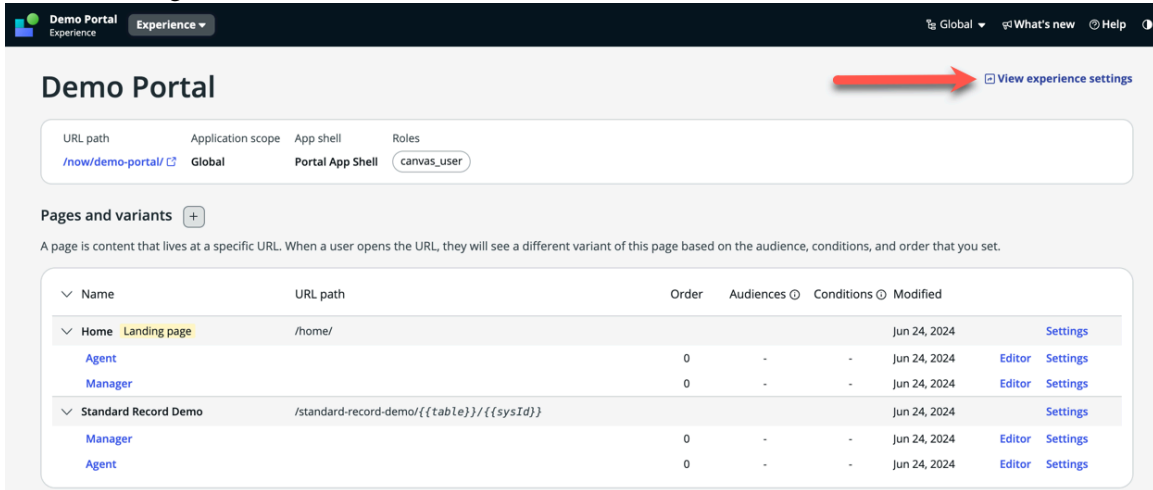 Demo Portal
Experience
Experience
Global
What's new
Help
Demo Portal
View experience settings
URL path Application scope App shell Roles
/now/demo-portal/ Global Portal App Shell canvas_user
Pages and variants +
A page is content that lives at a specific URL. When a user opens the URL, they will see a different variant of this page based on the audience, conditions, and order that you set.
Name URL path Order Audiences Conditions Modified
Home Landing page /home/ Jun 24, 2024 Settings
Agent 0 - - Jun 24, 2024 Editor Settings
Manager 0 - - Jun 24, 2024 Editor Settings
Standard Record Demo /standard-record-demo/{{table}}/{{sysId}} Jun 24, 2024 Settings
Manager 0 - - Jun 24, 2024 Editor Settings
Agent 0 - - Jun 24, 2024 Editor Settings